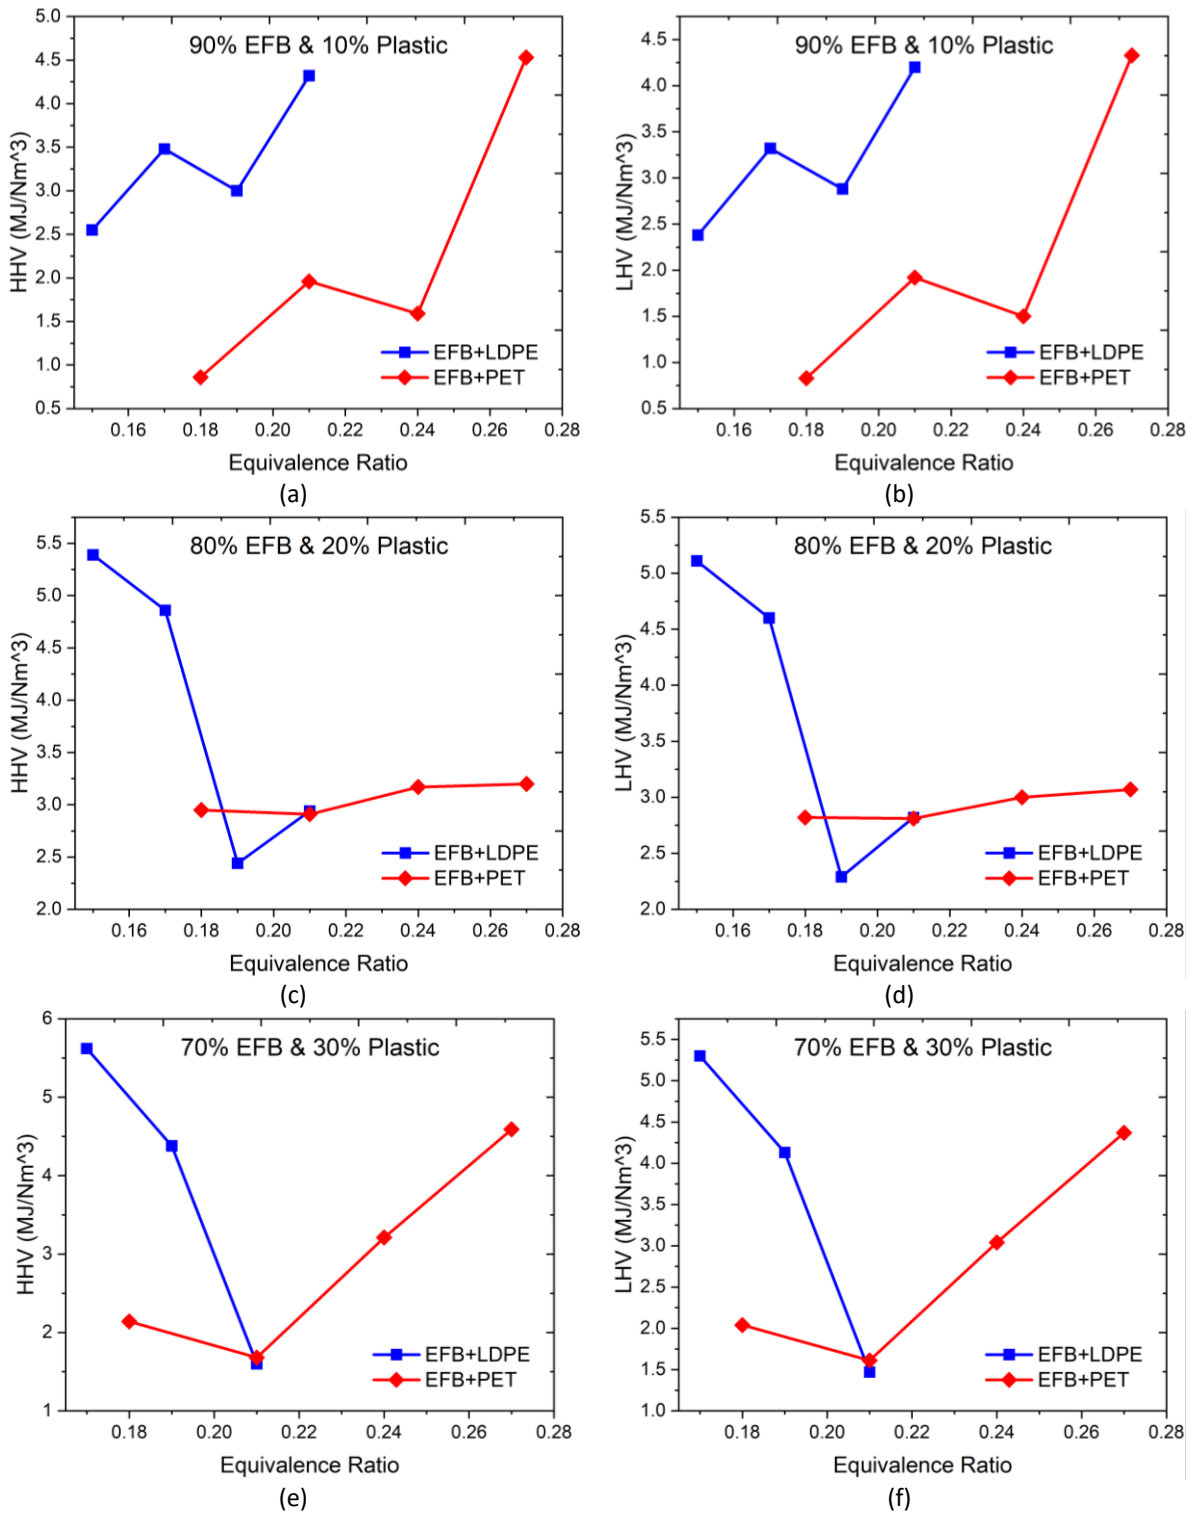 90% EFB & 10% Plastic
HHV (MJ/Nm^3)
5.0
4.5
4.0
3.5
3.0
2.5
2.0
1.5
1.0
0.5
EFB+LDPE
EFB+PET
0.16 0.18 0.20 0.22 0.24 0.26 0.28
Equivalence Ratio
(a)
90% EFB & 10% Plastic
LHV (MJ/Nm^3)
4.5
4.0
3.5
3.0
2.5
2.0
1.5
1.0
0.5
EFB+LDPE
EFB+PET
0.16 0.18 0.20 0.22 0.24 0.26 0.28
Equivalence Ratio
(b)
80% EFB & 20% Plastic
HHV (MJ/Nm^3)
5.5
5.0
4.5
4.0
3.5
3.0
2.5
2.0
EFB+LDPE
EFB+PET
0.16 0.18 0.20 0.22 0.24 0.26 0.28
Equivalence Ratio
(c)
80% EFB & 20% Plastic
LHV (MJ/Nm^3)
5.5
5.0
4.5
4.0
3.5
3.0
2.5
2.0
EFB+LDPE
EFB+PET
0.16 0.18 0.20 0.22 0.24 0.26 0.28
Equivalence Ratio
(d)
70% EFB & 30% Plastic
HHV (MJ/Nm^3)
6
5
4
3
2
1
EFB+LDPE
EFB+PET
0.18 0.20 0.22 0.24 0.26 0.28
Equivalence Ratio
(e)
70% EFB & 30% Plastic
LHV (MJ/Nm^3)
5.5
5.0
4.5
4.0
3.5
3.0
2.5
2.0
1.5
1.0
EFB+LDPE
EFB+PET
0.18 0.20 0.22 0.24 0.26 0.28
Equivalence Ratio
(f)